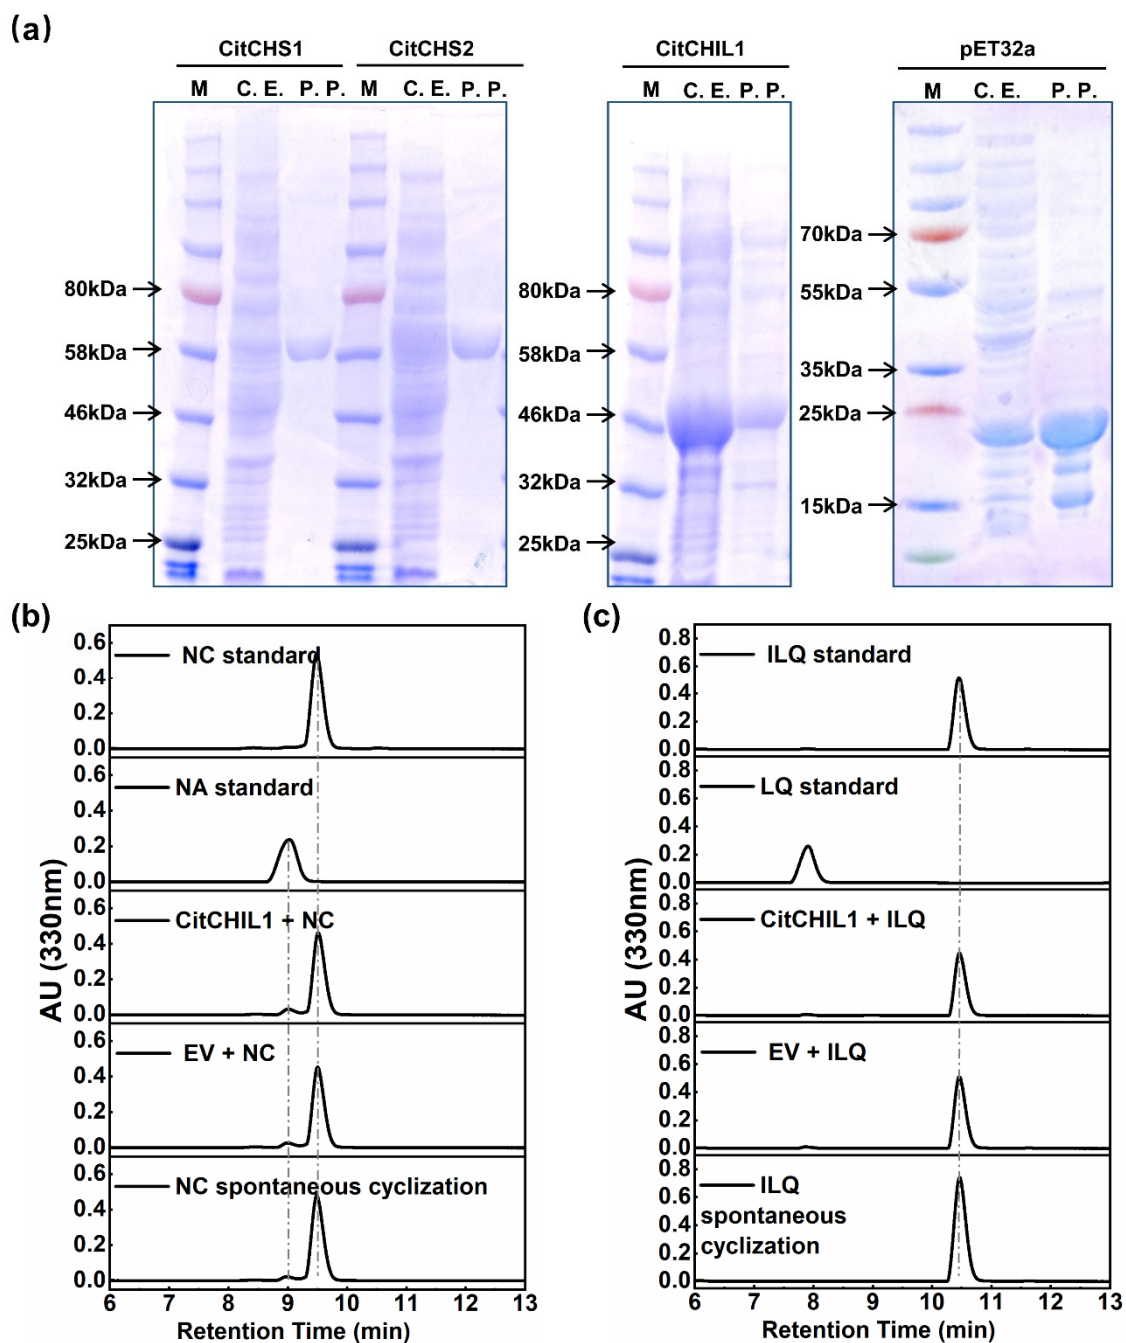 (a)
CitCHS1 CitCHS2 CitCHIL1 pET32a
M C. E. P. P. M C. E. P. P. M C. E. P. P. M C. E. P. P.
80kDa
58kDa
46kDa
32kDa
25kDa
80kDa
58kDa
46kDa
32kDa
25kDa
70kDa
55kDa
35kDa
25kDa
15kDa
(b)
AU (330nm)
0.6
0.4
0.2
0.0
NC standard
0.4
0.2
0.0
NA standard
0.4
0.2
0.0
CitCHIL1 + NC
0.6
0.4
0.2
0.0
EV + NC
0.6
0.4
0.2
0.0
NC spontaneous cyclization
6 7 8 9 10 11 12 13
Retention Time (min)
(c)
AU (330nm)
0.8
0.6
0.4
0.2
0.0
ILQ standard
0.8
0.6
0.4
0.2
0.0
LQ standard
0.8
0.6
0.4
0.2
0.0
CitCHIL1 + ILQ
0.8
0.6
0.4
0.2
0.0
EV + ILQ
0.8
0.6
0.4
0.2
0.0
ILQ
spontaneous
cyclization
6 7 8 9 10 11 12 13
Retention Time (min)